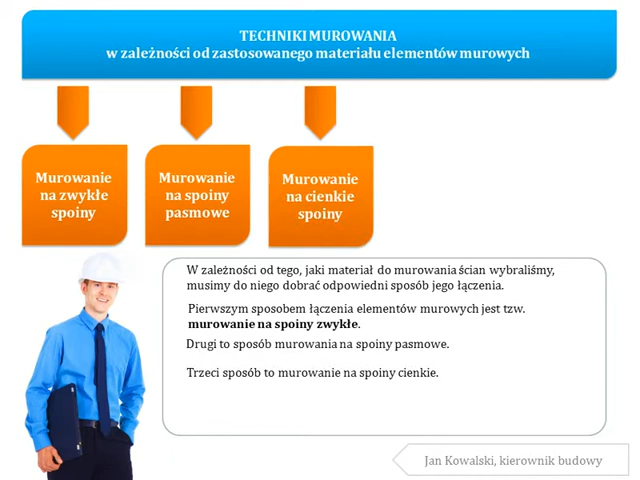 TECHNIKI MUROWANIA
w zależności od zastosowanego materiału elementów murowych
Murowanie
na zwykłe
spoiny
Murowanie
na spoiny
pasmowe
Murowanie
na cienkie
spoiny
W zależności od tego, jaki materiał do murowania ścian wybraliśmy,
musimy do niego dobrać odpowiedni sposób jego łączenia.
Pierwszym sposobem łączenia elementów murowych jest tzw.
murowanie na spoiny zwykłe.
Drugi to sposób murowania na spoiny pasmowe.
Trzeci sposób to murowanie na spoiny cienkie.
Jan Kowalski, kierownik budowy